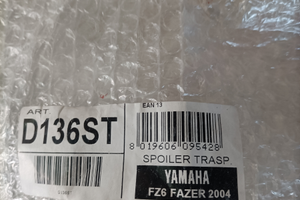 ART
D136ST
EAN 13
8 019606 095428
SPOILER TRASP
YAMAHA
FZ6 FAZER 2004